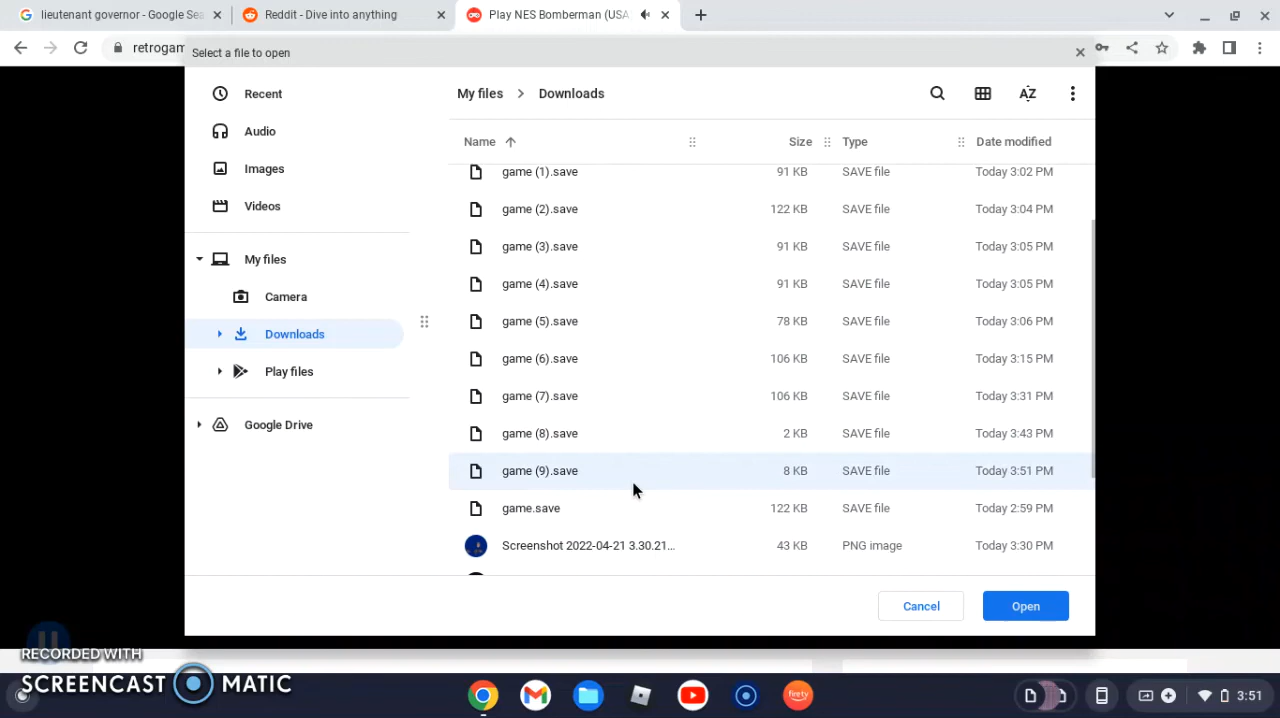 lieutenant governor - Google Sea
Reddit - Dive into anything
Play NES Bomberman (USA
retrogam
Select a file to open
Recent
Audio
Images
Videos
My files
Camera
Downloads
Play files
Google Drive
My files > Downloads
AZ
Name Size Type Date modified
game (1).save 91 KB SAVE file Today 3:02 PM
game (2).save 122 KB SAVE file Today 3:04 PM
game (3).save 91 KB SAVE file Today 3:05 PM
game (4).save 91 KB SAVE file Today 3:05 PM
game (5).save 78 KB SAVE file Today 3:06 PM
game (6).save 106 KB SAVE file Today 3:15 PM
game (7).save 106 KB SAVE file Today 3:31 PM
game (8).save 2 KB SAVE file Today 3:43 PM
game (9).save 8 KB SAVE file Today 3:51 PM
game.save 122 KB SAVE file Today 2:59 PM
Screenshot 2022-04-21 3.30.21... 43 KB PNG image Today 3:30 PM
Cancel Open
RECORDED WITH
SCREENCAST MATIC
firetv
3:51